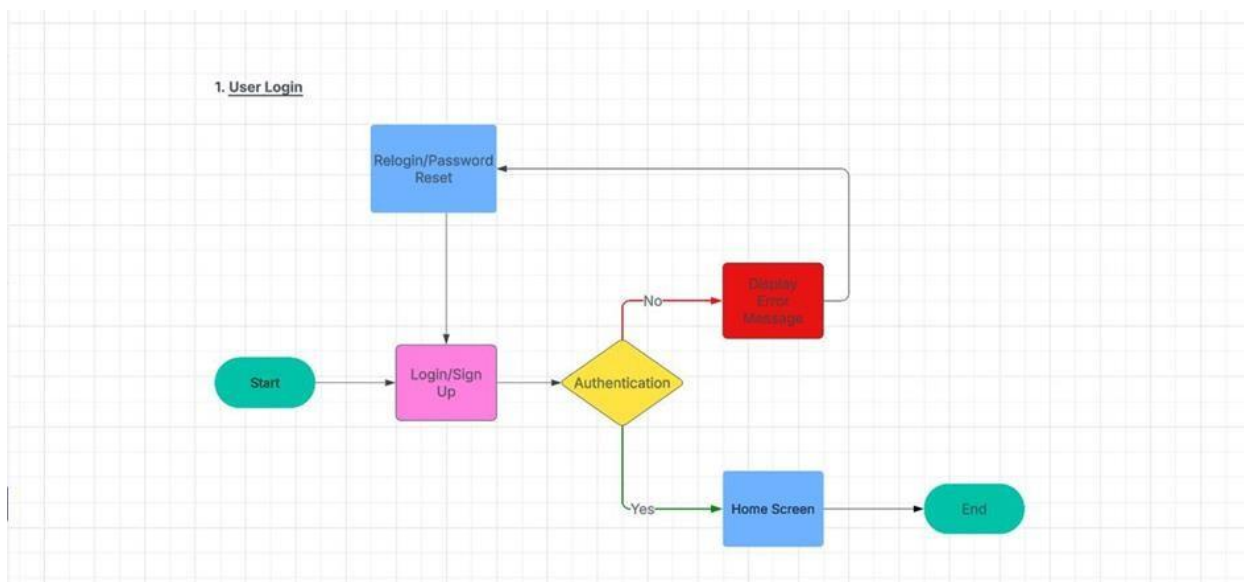 1. User Login
Relogin/Password
Reset
No
Display
Error
Message
Start
Login/Sign
Up
Authentication
Yes
Home Screen
End